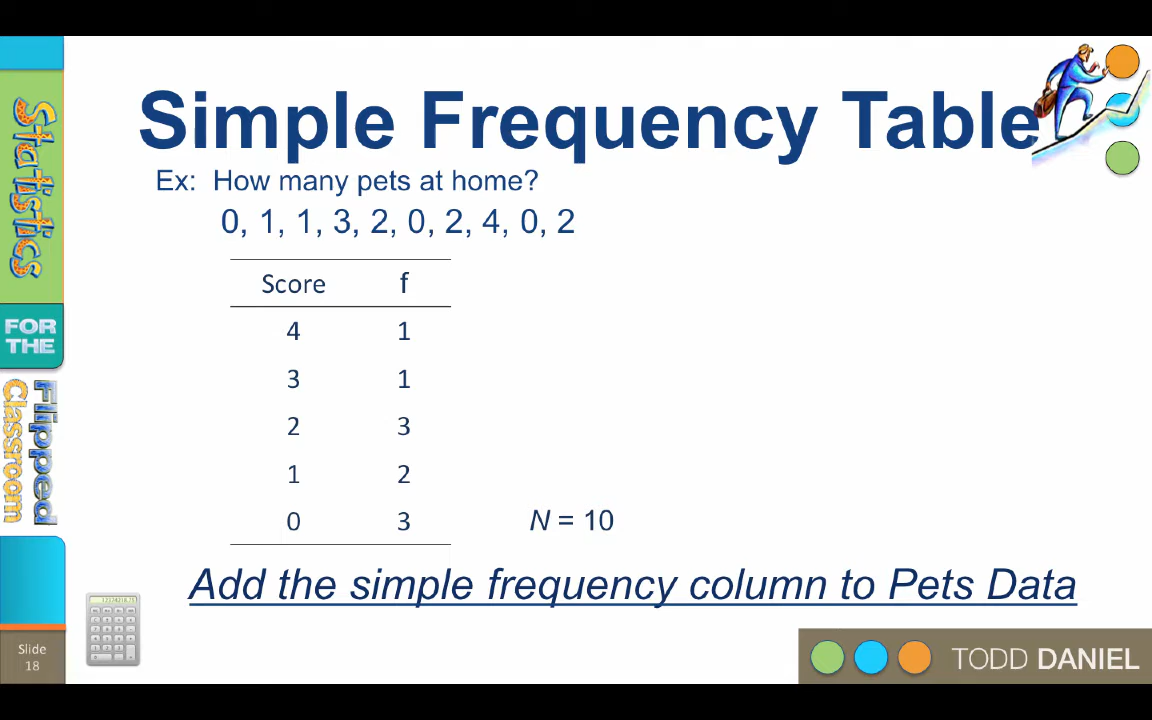 Simple Frequency Table
Ex: How many pets at home?
0, 1, 1, 3, 2, 0, 2, 4, 0, 2
Score f
4 1
3 1
2 3
1 2
0 3 N = 10
Add the simple frequency column to Pets Data
Statistics
FOR THE
Flipped
Classroom
Slide
18
TODD DANIEL